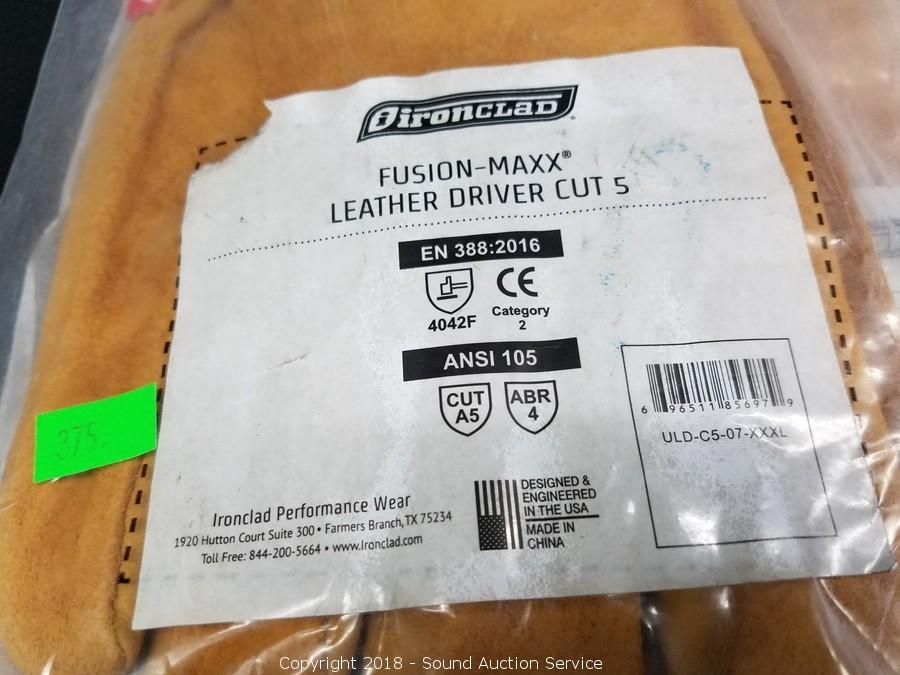 ironcLaD®
FUSION-MAXX®
LEATHER DRIVER CUT 5
EN 388:2016
4042F
CE
Category
2
ANSI 105
CUT
A5
ABR
4
6 96511 85697 9
ULD-C5-07-XXXL
375.
Ironclad Performance Wear
1920 Hutton Court Suite 300 • Farmers Branch, TX 75234
Toll Free: 844-200-5664 • www.Ironclad.com
DESIGNED &
ENGINEERED
IN THE USA
MADE IN
CHINA
Copyright 2018 - Sound Auction Service